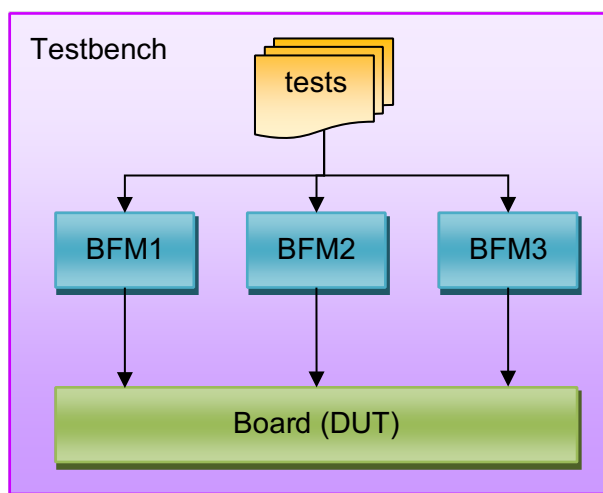 Testbench
tests
BFM1
BFM2
BFM3
Board (DUT)